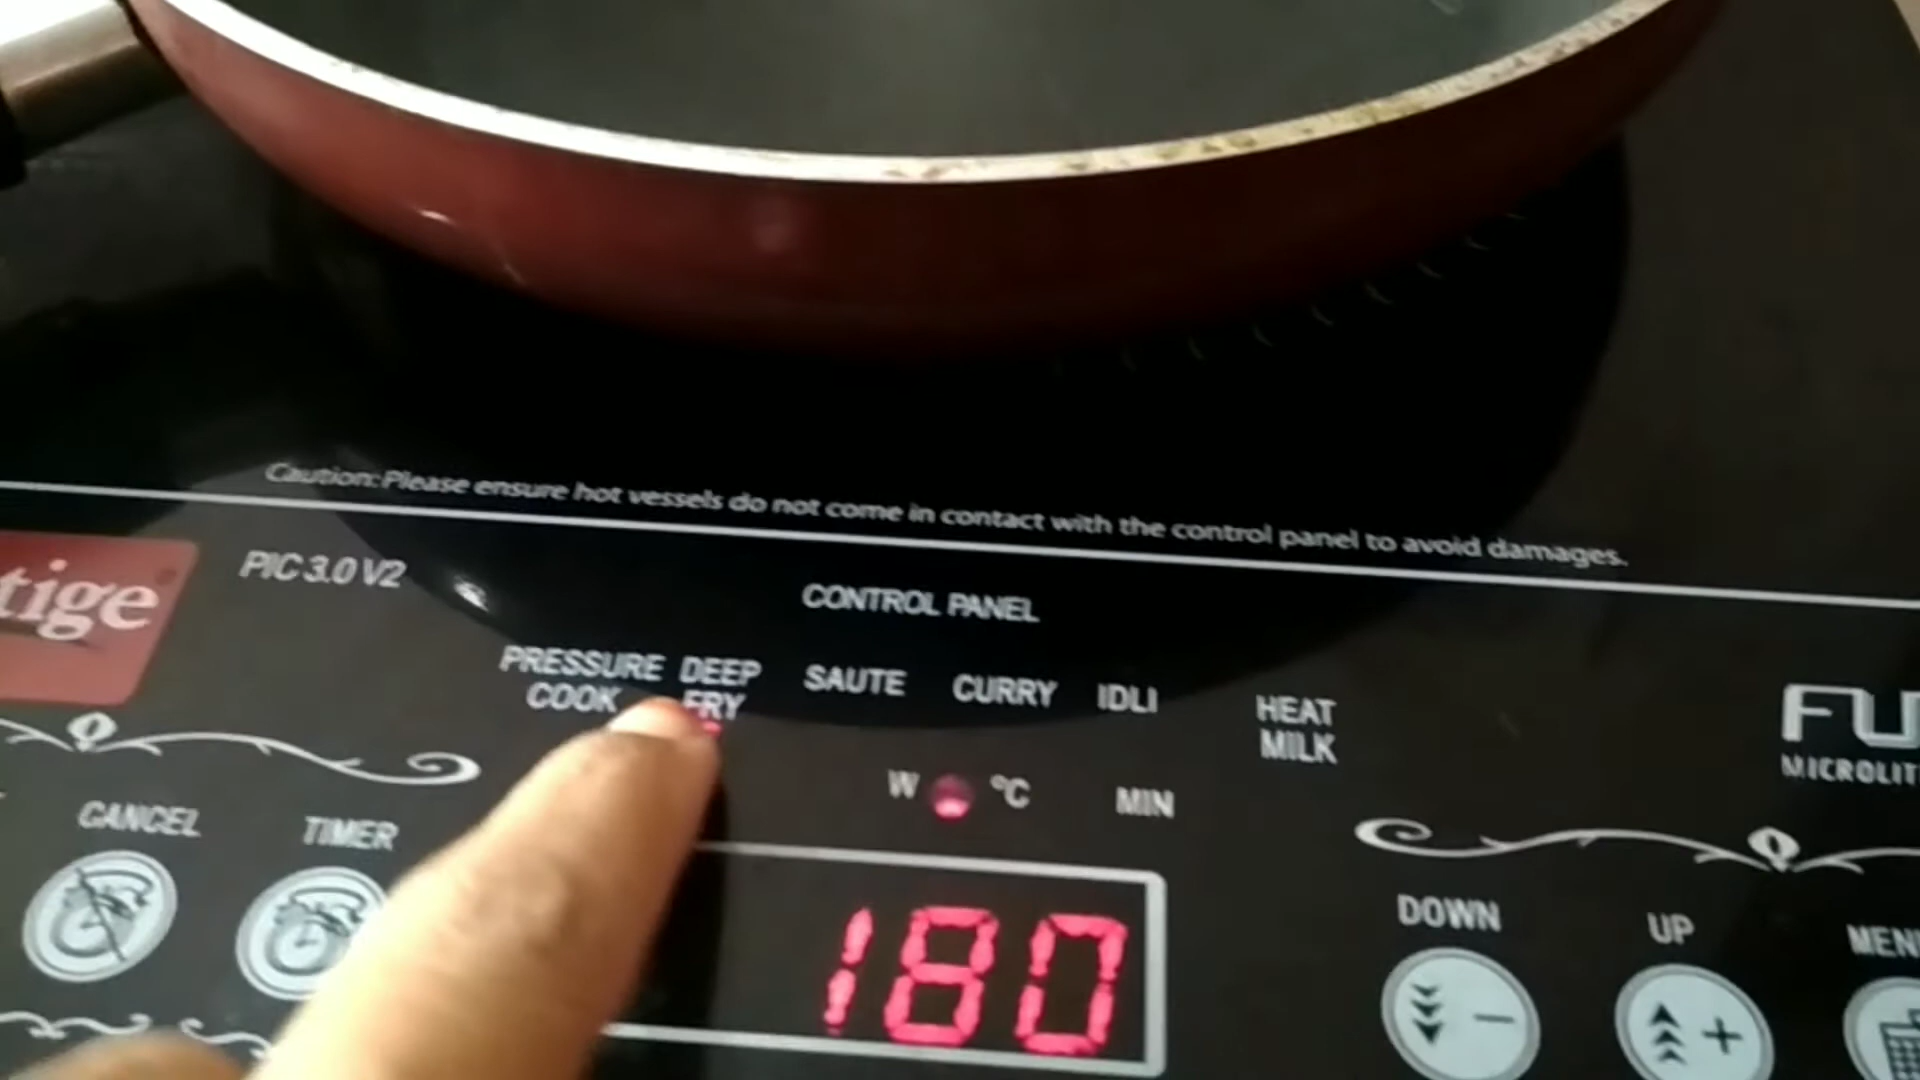 Caution: Please ensure hot vessels do not come in contact with the control panel to avoid damages.
tige
PIC 3.0 V2
CONTROL PANEL
PRESSURE COOK
DEEP FRY
SAUTE
CURRY
IDLI
HEAT MILK
FU
MICROLIT
W
°C
MIN
CANCEL
TIMER
180
DOWN
UP
MEN